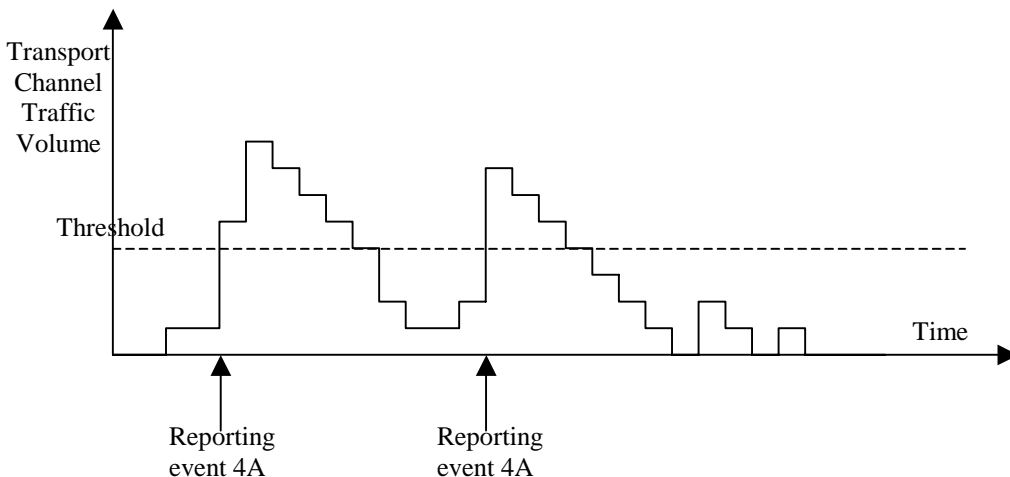 Transport
Channel
Traffic
Volume
Threshold
Time
Reporting
event 4A
Reporting
event 4A